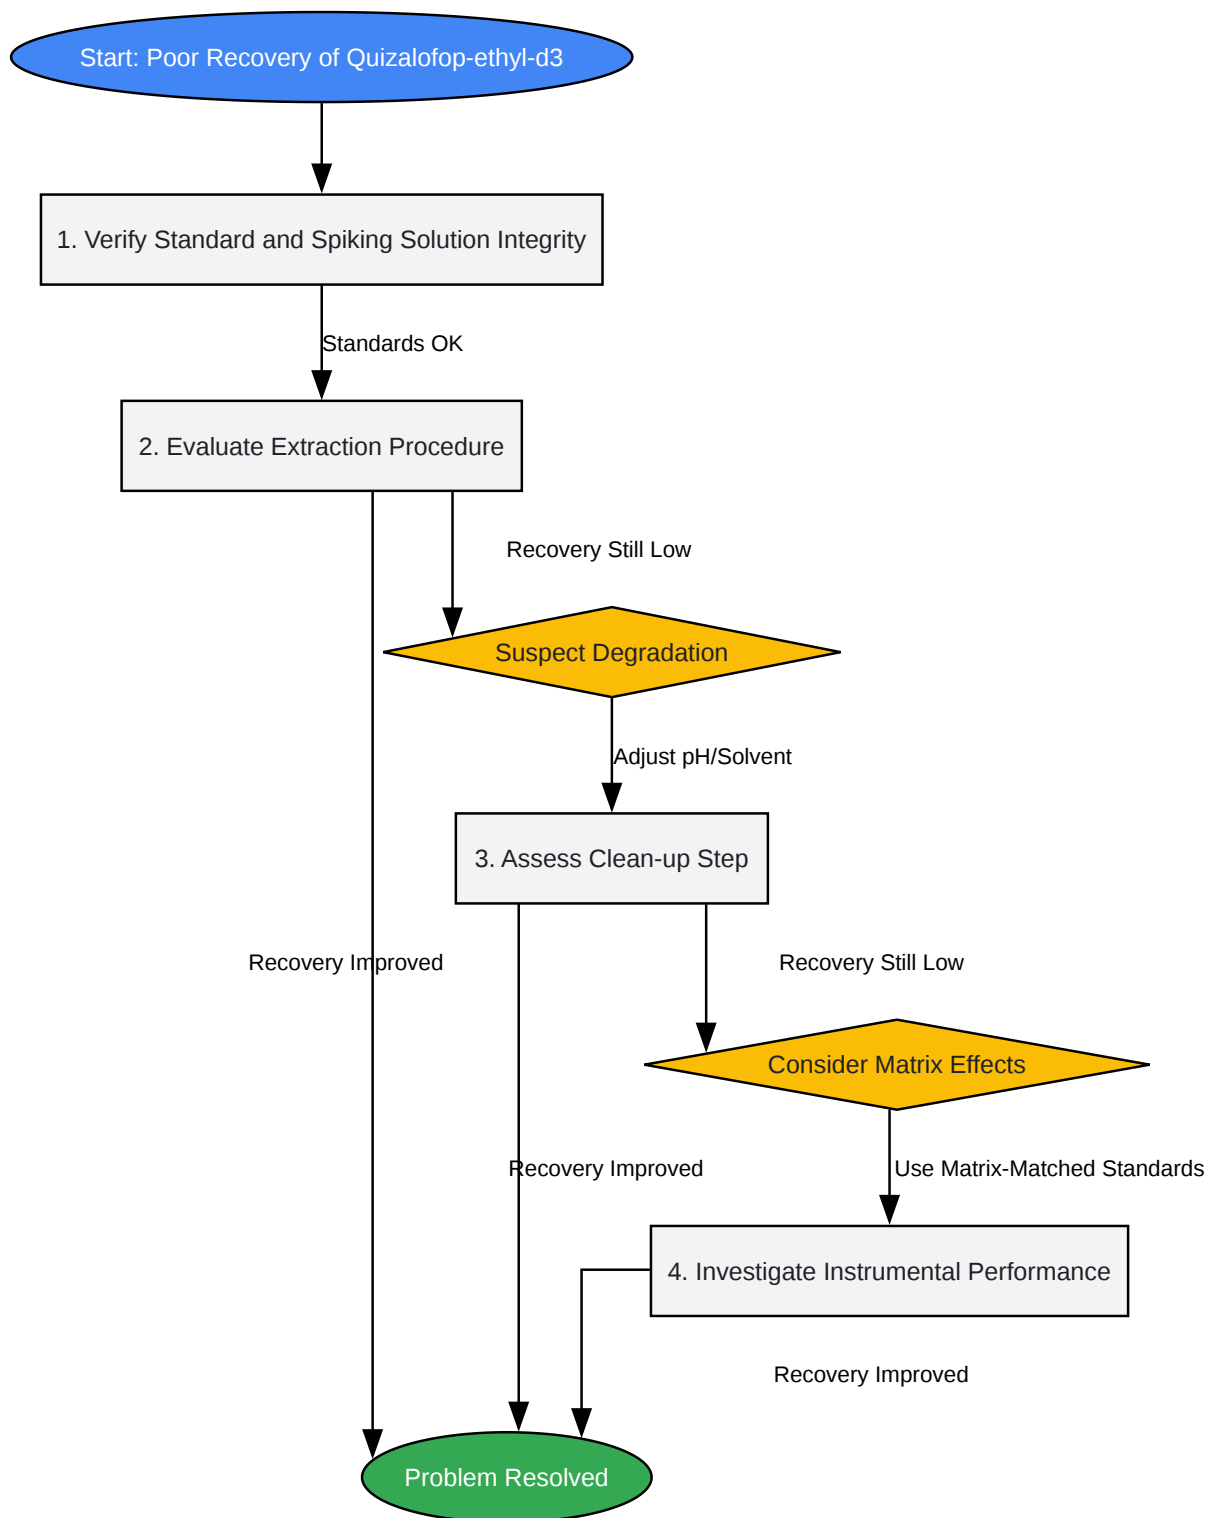 Start: Poor Recovery of Quizalofop-ethyl-d3
1. Verify Standard and Spiking Solution Integrity
Standards OK
2. Evaluate Extraction Procedure
Recovery Still Low
Suspect Degradation
Adjust pH/Solvent
3. Assess Clean-up Step
Recovery Improved
Recovery Still Low
Consider Matrix Effects
Recovery Improved
Use Matrix-Matched Standards
4. Investigate Instrumental Performance
Recovery Improved
Problem Resolved